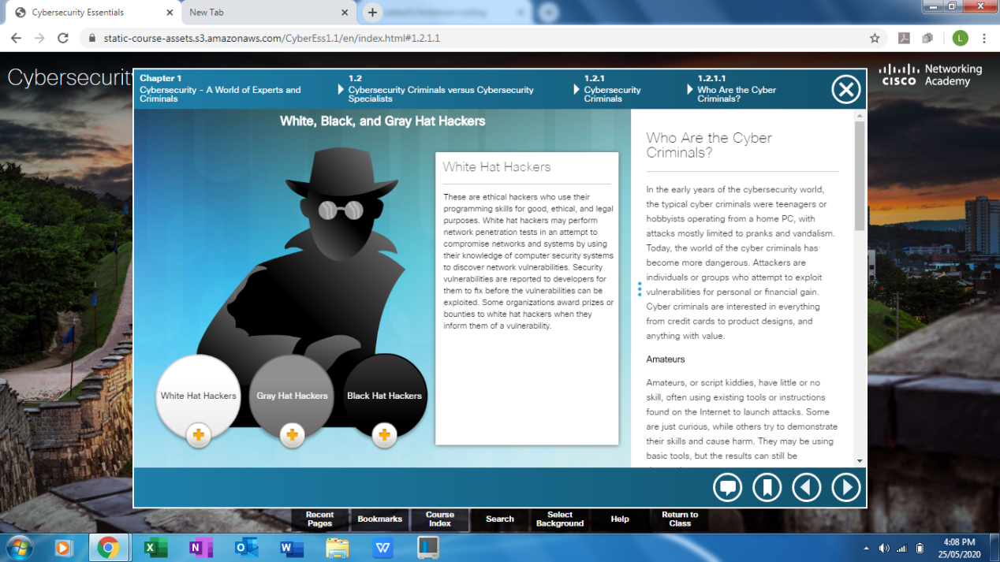 Cybersecurity Essentials
New Tab
static-course-assets.s3.amazonaws.com/CyberEss1.1/en/index.html#1.2.1.1
L
Cybersecurit
Networking
CISCO Academy
Chapter 1
Cybersecurity - A World of Experts and
Criminals
1.2
Cybersecurity Criminals versus Cybersecurity
Specialists
1.2.1
Cybersecurity
Criminals
1.2.1.1
Who Are the Cyber
Criminals?
White, Black, and Gray Hat Hackers
White Hat Hackers
These are ethical hackers who use their
programming skills for good, ethical, and legal
purposes. White hat hackers may perform
network penetration tests in an attempt to
compromise networks and systems by using
their knowledge of computer security systems
to discover network vulnerabilities. Security
vulnerabilities are reported to developers for
them to fix before the vulnerabilities can be
exploited. Some organizations award prizes or
bounties to white hat hackers when they
inform them of a vulnerability.
White Hat Hackers
Gray Hat Hackers
Black Hat Hackers
Who Are the Cyber
Criminals?
In the early years of the cybersecurity world,
the typical cyber criminals were teenagers or
hobbyists operating from a home PC, with
attacks mostly limited to pranks and vandalism.
Today, the world of the cyber criminals has
become more dangerous. Attackers are
individuals or groups who attempt to exploit
vulnerabilities for personal or financial gain.
Cyber criminals are interested in everything
from credit cards to product designs, and
anything with value.
Amateurs
Amateurs, or script kiddies, have little or no
skill, often using existing tools or instructions
found on the Internet to launch attacks. Some
are just curious, while others try to demonstrate
their skills and cause harm. They may be using
basic tools, but the results can still be
Recent
Pages
Bookmarks
Course
Index
Search
Select
Background
Help
Return to
Class
4:08 PM
25/05/2020